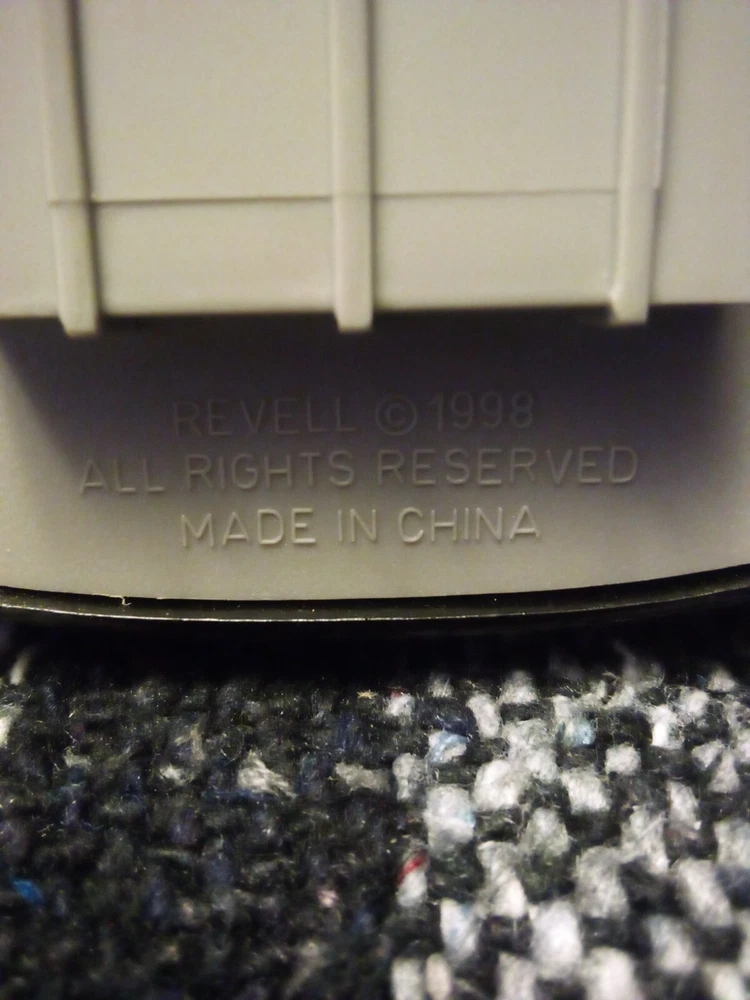 REVELL ©1998
ALL RIGHTS RESERVED
MADE IN CHINA